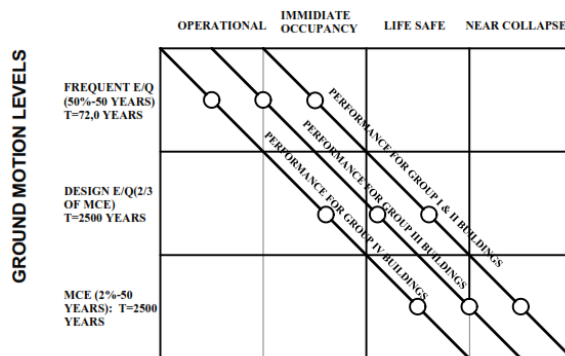 OPERATIONAL
IMMIDIATE
OCCUPANCY
LIFE SAFE
NEAR COLLAPSE
GROUND MOTION LEVELS
FREQUENT E/Q
(50%-50 YEARS)
T=72,0 YEARS
DESIGN E/Q(2/3
OF MCE)
T=2500 YEARS
MCE (2%-50
YEARS): T=2500
YEARS
PERFORMANCE FOR GROUP I & II BUILDINGS
PERFORMANCE FOR GROUP III BUILDINGS
PERFORMANCE FOR GROUP IV BUILDINGS